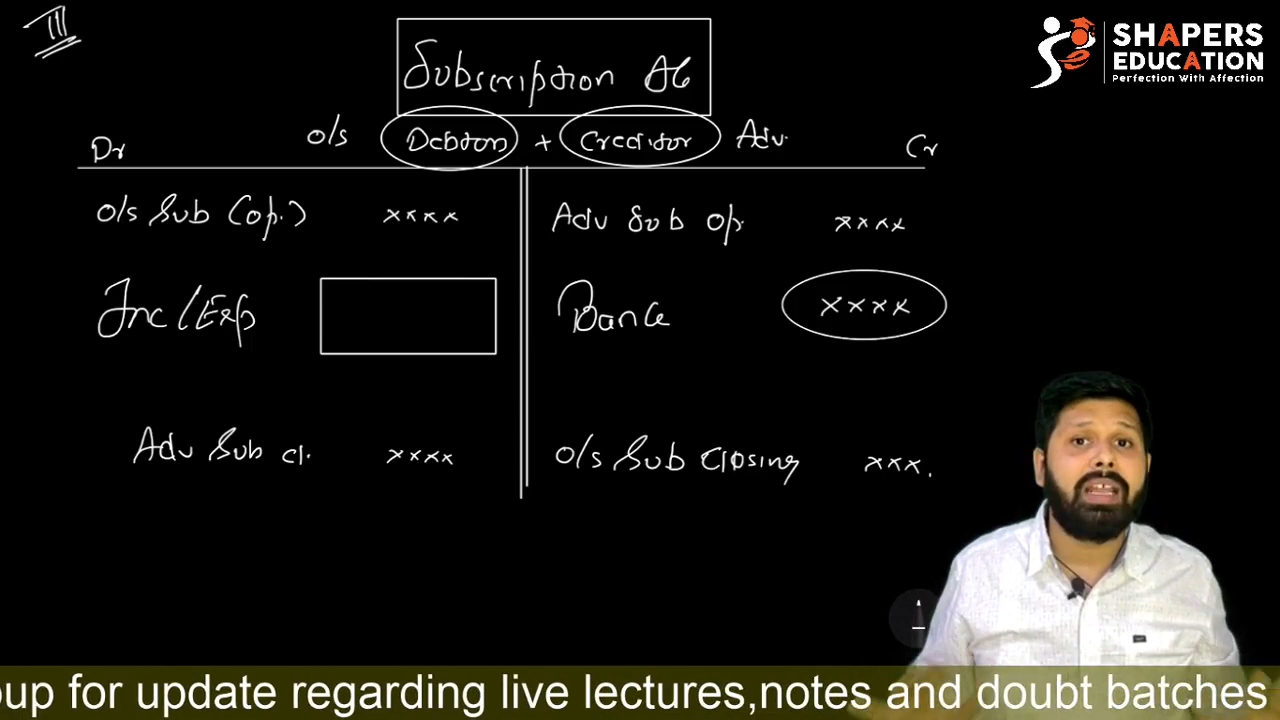 III
SHAPERS
EDUCATION
Perfection With Affection
Subscription A/c
Dr o/s Debtors + Creditor Adv. Cr
o/s Sub (op.) xxxx Adv Sub op. xxxx
Inc/Exp Bank xxxx
Adv Sub cl. xxxx o/s Sub Closing xxx.
oup for update regarding live lectures,notes and doubt batches